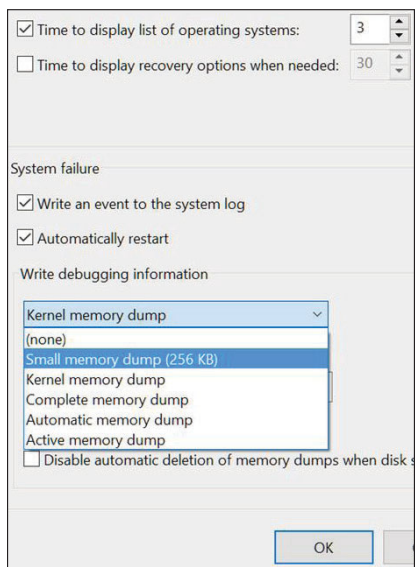 Time to display list of operating systems: 3
Time to display recovery options when needed: 30
System failure
Write an event to the system log
Automatically restart
Write debugging information
Kernel memory dump
(none)
Small memory dump (256 KB)
Kernel memory dump
Complete memory dump
Automatic memory dump
Active memory dump
Disable automatic deletion of memory dumps when disk
OK